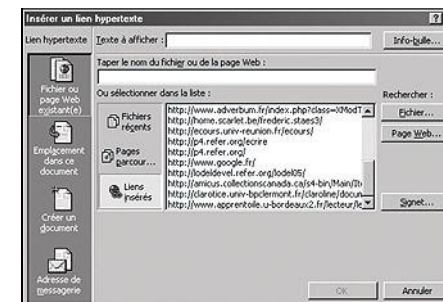 Insérer un lien hypertexte
Lien hypertexte
Texte à afficher :
Info-bulle...
Taper le nom du fichier ou de la page Web :
Fichier ou
page Web
existant(e)
Ou sélectionner dans la liste :
Rechercher :
Fichiers
récents
Pages
parcour...
Liens
insérés
http://www.adverbum.fr/index.php?class=XModT
http://home.scarlet.be/frederic.staes3/
http://ecours.univ-reunion.fr/ecours/
http://p4.refer.org/ecrire
http://p4.refer.org/
http://www.google.fr/
http://lodeldevel.refer.org/lodel05/
http://amicus.collectionscanada.ca/s4-bin/Main/It
http://clarotice.univ-bpclermont.fr/claroline/docun
http://www.apprentoile.u-bordeaux2.fr/lecteur/le
Fichier...
Page Web...
Signet...
Emplacement
dans ce
document
Créer un
document
Adresse de
messagerie
OK
Annuler